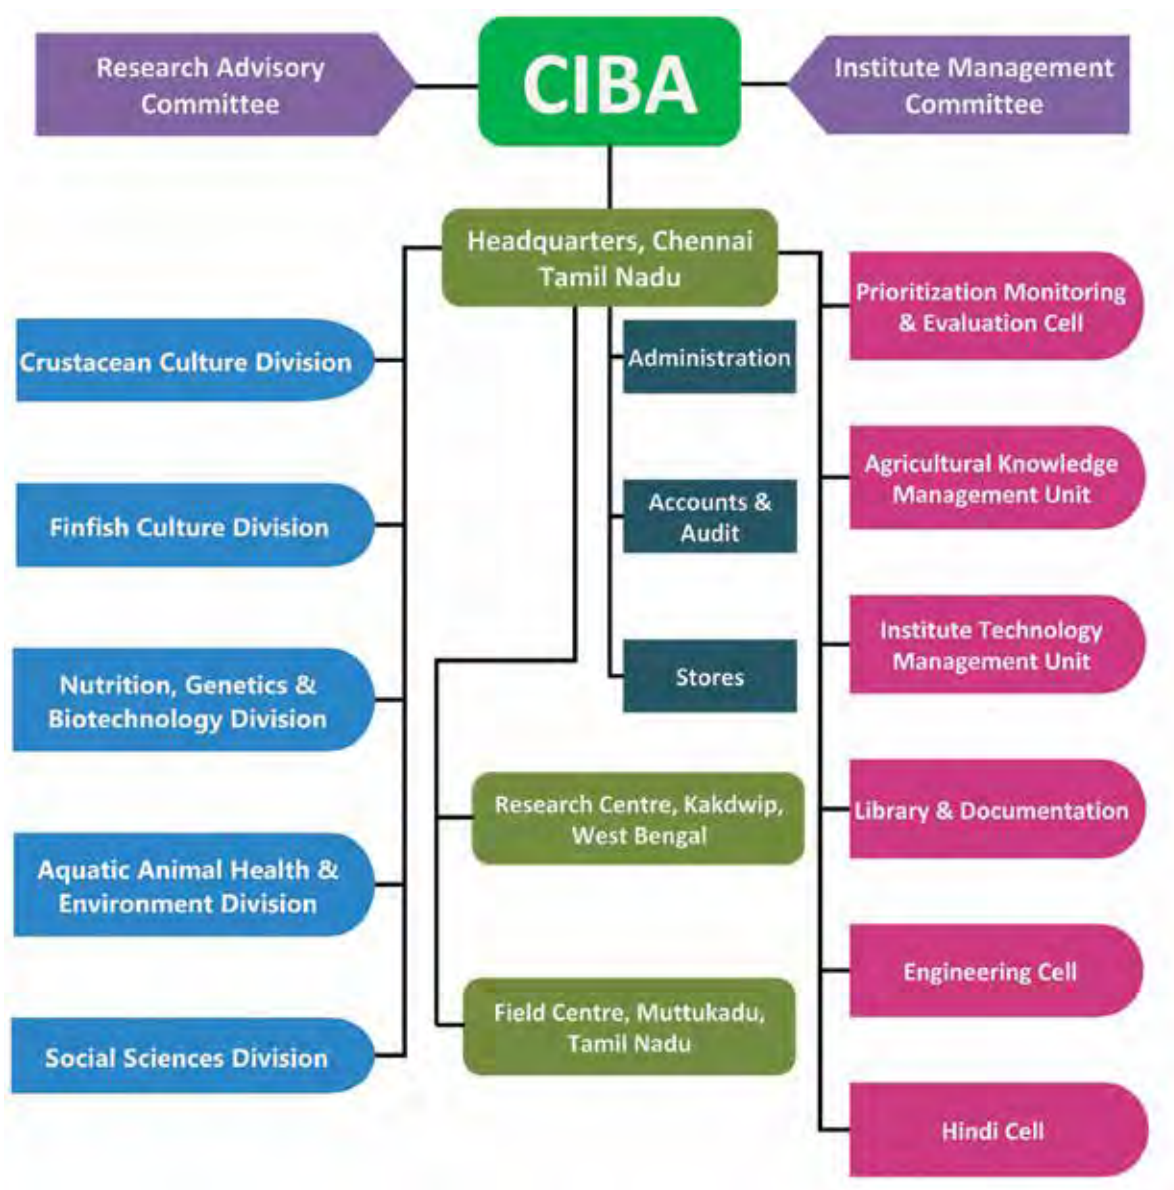 Research Advisory
Committee
CIBA
Institute Management
Committee
Headquarters, Chennai
Tamil Nadu
Crustacean Culture Division
Finfish Culture Division
Nutrition, Genetics &
Biotechnology Division
Aquatic Animal Health &
Environment Division
Social Sciences Division
Administration
Accounts &
Audit
Stores
Research Centre, Kakdwip,
West Bengal
Field Centre, Muttukadu,
Tamil Nadu
Prioritization Monitoring
& Evaluation Cell
Agricultural Knowledge
Management Unit
Institute Technology
Management Unit
Library & Documentation
Engineering Cell
Hindi Cell